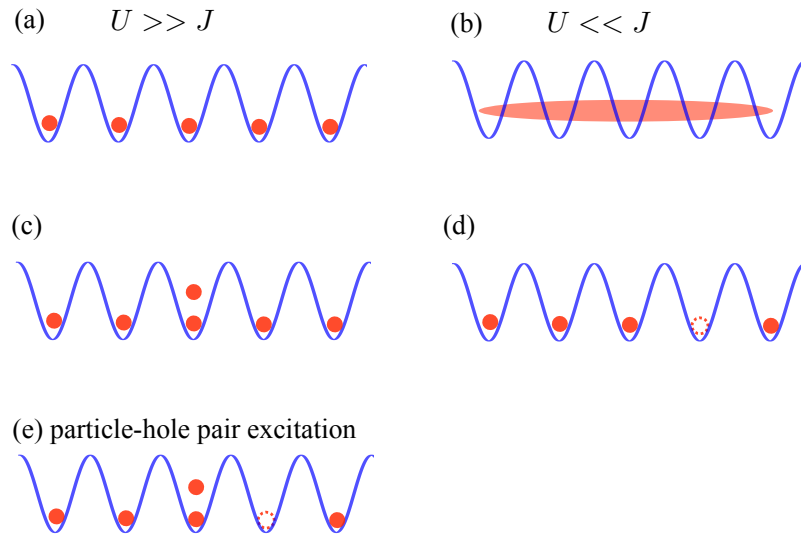 (a) U >> J
(b) U << J
(c)
(d)
(e) particle-hole pair excitation